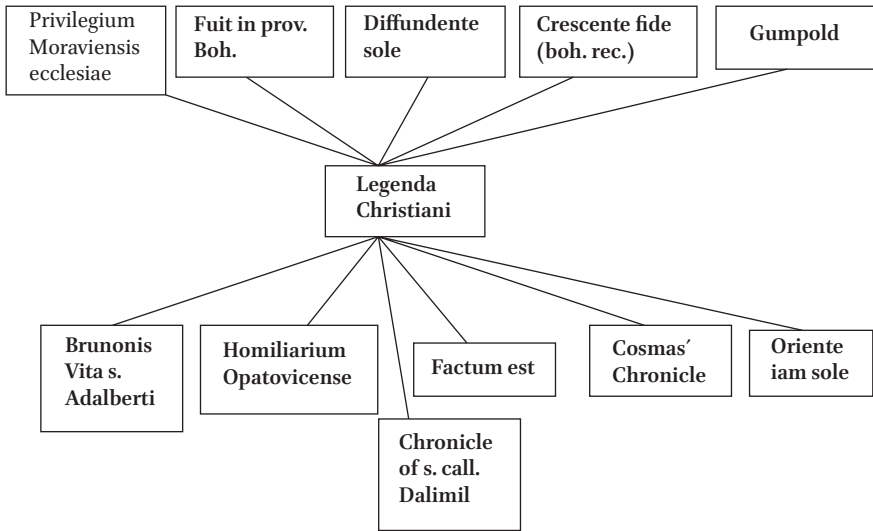 Privilegium
Moraviensis
ecclesiae
Fuit in prov.
Boh.
Diffundente
sole
Crescente fide
(boh. rec.)
Gumpold
Legenda
Christiani
Brunonis
Vita s.
Adalberti
Homiliarium
Opatovicense
Factum est
Cosmas′
Chronicle
Oriente
iam sole
Chronicle
of s. call.
Dalimil